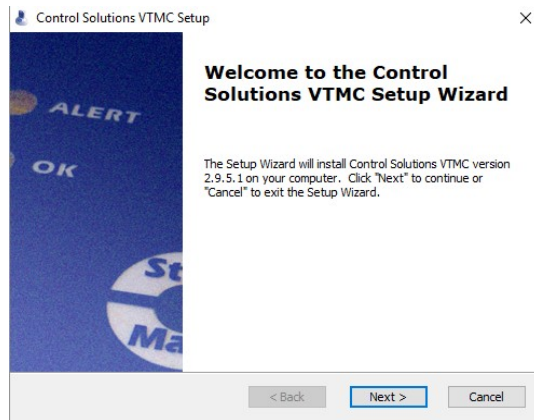 Control Solutions VTMC Setup
Welcome to the Control
Solutions VTMC Setup Wizard
ALERT
OK
The Setup Wizard will install Control Solutions VTMC version
2.9.5.1 on your computer. Click "Next" to continue or
"Cancel" to exit the Setup Wizard.
St
Ma
< Back
Next >
Cancel